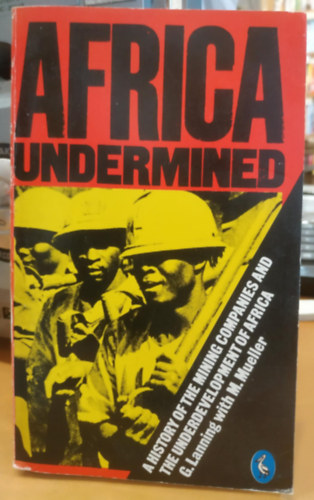 AFRICA
UNDERMINED
A HISTORY OF THE MINING COMPANIES AND
THE UNDERDEVELOPMENT OF AFRICA
G. Lanning with M. Mueller